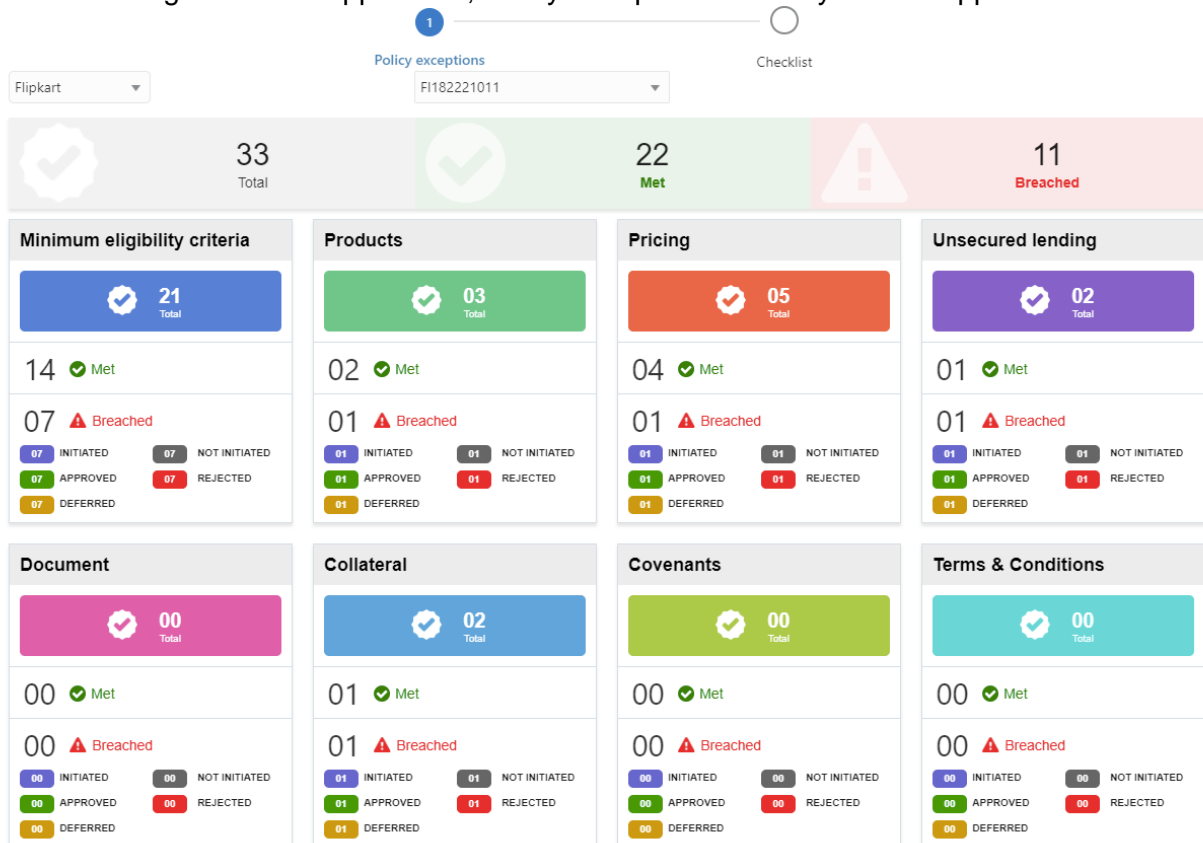 1
Policy exceptions
Checklist
Flipkart
FI182221011
33
Total
22
Met
11
Breached
Minimum eligibility criteria
21
Total
14 Met
07 Breached
07 INITIATED 07 NOT INITIATED
07 APPROVED 07 REJECTED
07 DEFERRED
Products
03
Total
02 Met
01 Breached
01 INITIATED 01 NOT INITIATED
01 APPROVED 01 REJECTED
01 DEFERRED
Pricing
05
Total
04 Met
01 Breached
01 INITIATED 01 NOT INITIATED
01 APPROVED 01 REJECTED
01 DEFERRED
Unsecured lending
02
Total
01 Met
01 Breached
01 INITIATED 01 NOT INITIATED
01 APPROVED 01 REJECTED
01 DEFERRED
Document
00
Total
00 Met
00 Breached
00 INITIATED 00 NOT INITIATED
00 APPROVED 00 REJECTED
00 DEFERRED
Collateral
02
Total
01 Met
01 Breached
01 INITIATED 01 NOT INITIATED
01 APPROVED 01 REJECTED
01 DEFERRED
Covenants
00
Total
00 Met
00 Breached
00 INITIATED 00 NOT INITIATED
00 APPROVED 00 REJECTED
00 DEFERRED
Terms & Conditions
00
Total
00 Met
00 Breached
00 INITIATED 00 NOT INITIATED
00 APPROVED 00 REJECTED
00 DEFERRED